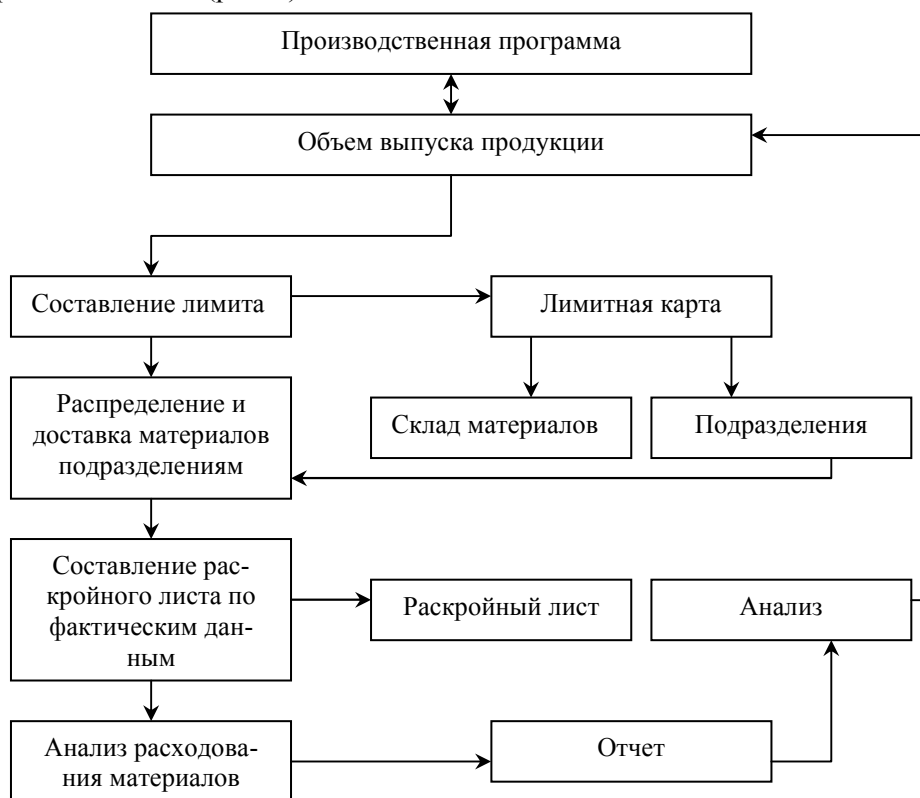 Производственная программа
Объем выпуска продукции
Составление лимита
Лимитная карта
Распределение и
доставка материалов
подразделениям
Склад материалов
Подразделения
Составление рас-
кройного листа по
фактическим дан-
ным
Раскройный лист
Анализ
Анализ расходова-
ния материалов
Отчет